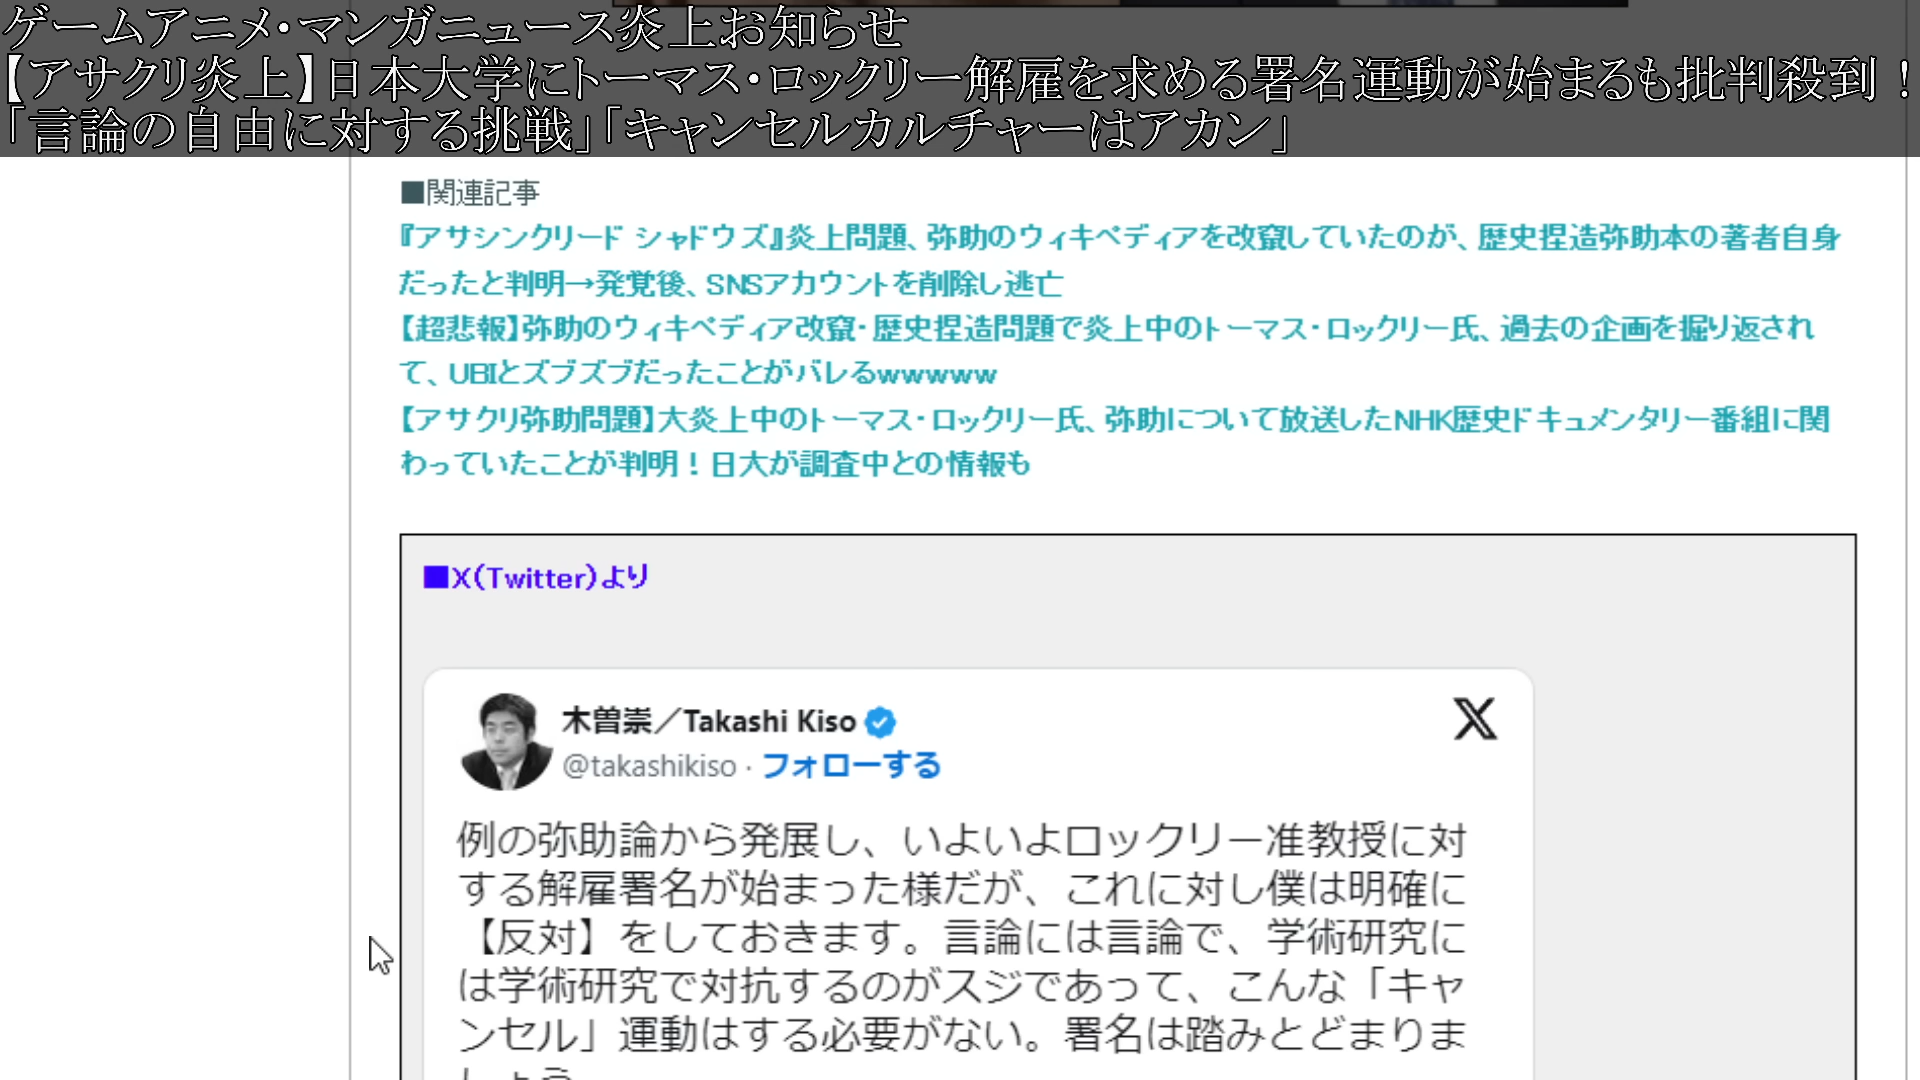 ゲームアニメ・マンガニュース炎上お知らせ
【アサクリ炎上】日本大学にトーマス・ロックリー解雇を求める署名運動が始まるも批判殺到！
「言論の自由に対する挑戦」「キャンセルカルチャーはアカン」
■関連記事
『アサシンクリード シャドウズ』炎上問題、弥助のウィキペディアを改竄していたのが、歴史捏造弥助本の著者自身
だったと判明→発覚後、SNSアカウントを削除し逃亡
【超悲報】弥助のウィキペディア改竄・歴史捏造問題で炎上中のトーマス・ロックリー氏、過去の企画を掘り返され
て、UBIとズブズブだったことがバレるwwwww
【アサクリ弥助問題】大炎上中のトーマス・ロックリー氏、弥助について放送したNHK歴史ドキュメンタリー番組に関
わっていたことが判明！日大が調査中との情報も
■X(Twitter)より
木曽崇／Takashi Kiso
@takashikiso · フォローする
例の弥助論から発展し、いよいよロックリー准教授に対
する解雇署名が始まった様だが、これに対し僕は明確に
【反対】をしておきます。言論には言論で、学術研究に
は学術研究で対抗するのがスジであって、こんな「キャ
ンセル」運動はする必要がない。署名は踏みとどまりま
しょう